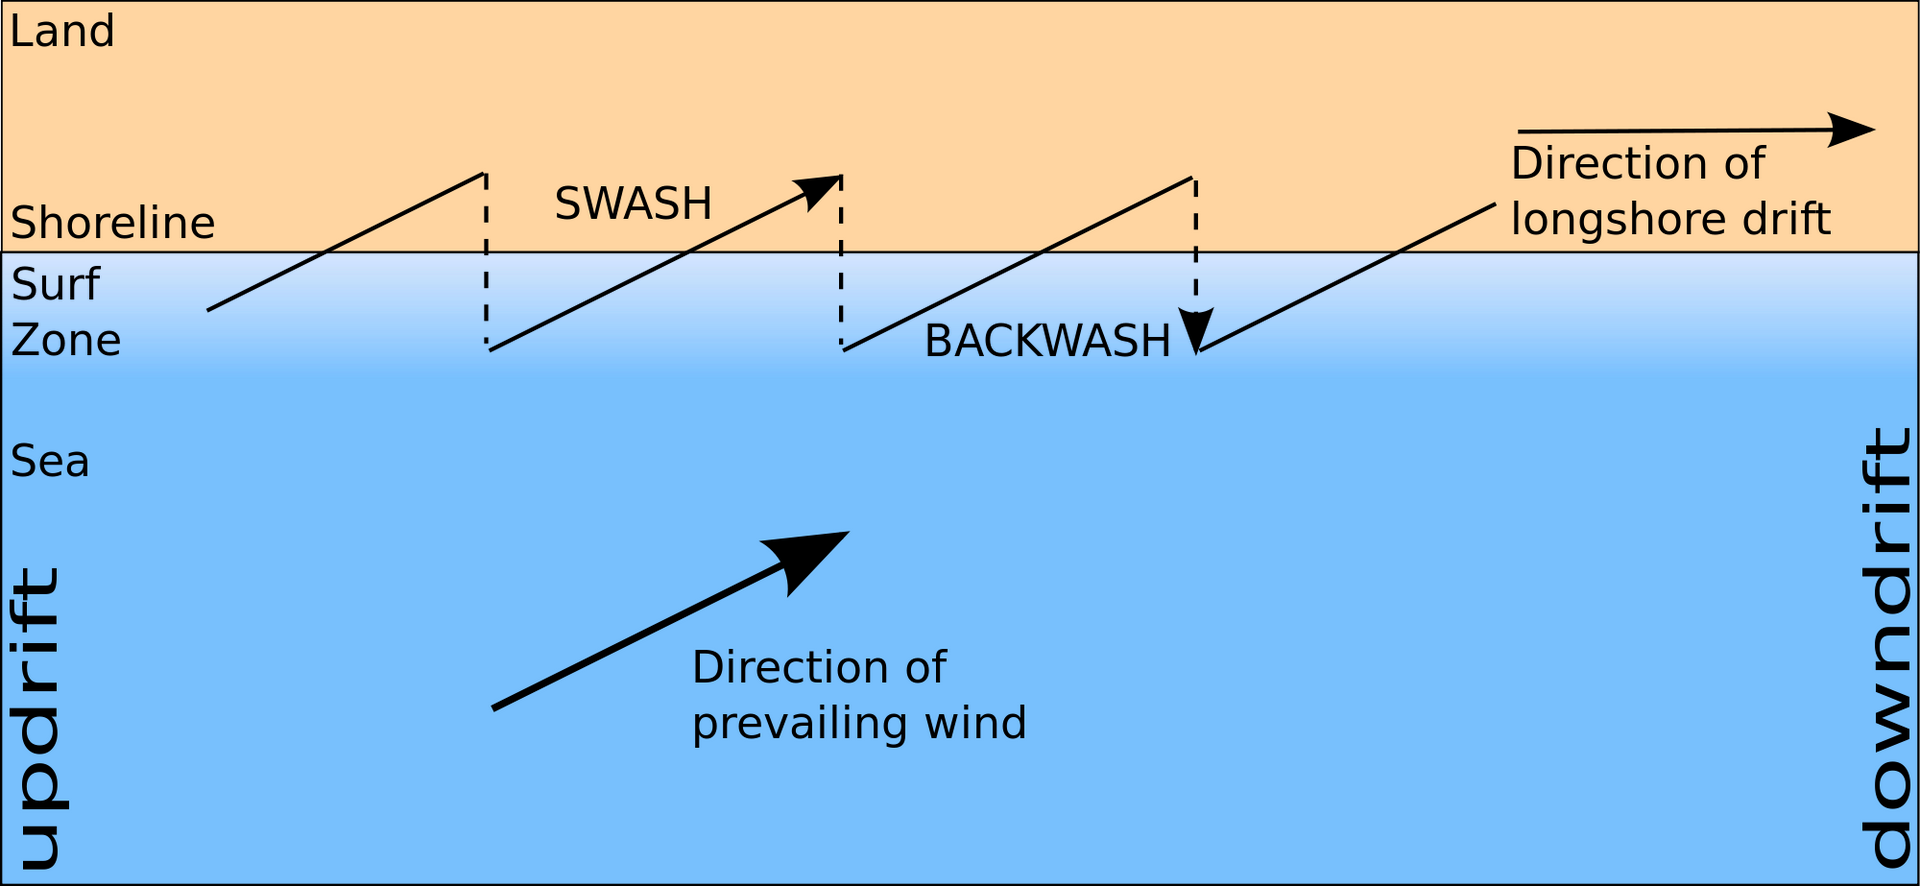 Land
Direction of
longshore drift
SWASH
Shoreline
Surf
Zone
BACKWASH
Sea
Direction of
prevailing wind
updrift
downdrift